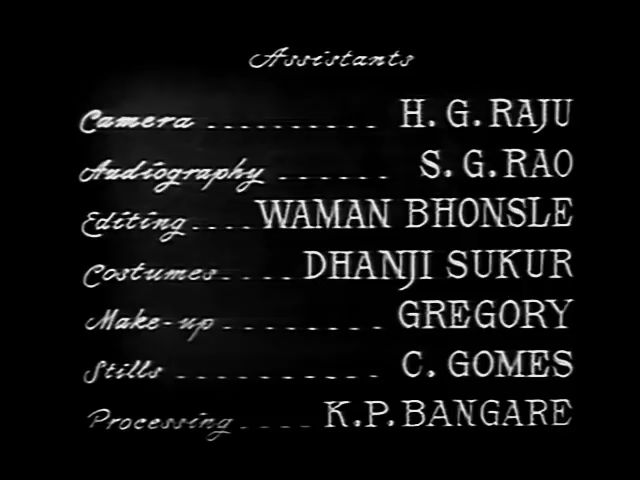 Assistants
Camera .......... H. G. RAJU
Audiography ...... S. G. RAO
Editing .... WAMAN BHONSLE
Costumes .... DHANJI SUKUR
Make-up ........ GREGORY
Stills .......... C. GOMES
Processing .... K.P. BANGARE